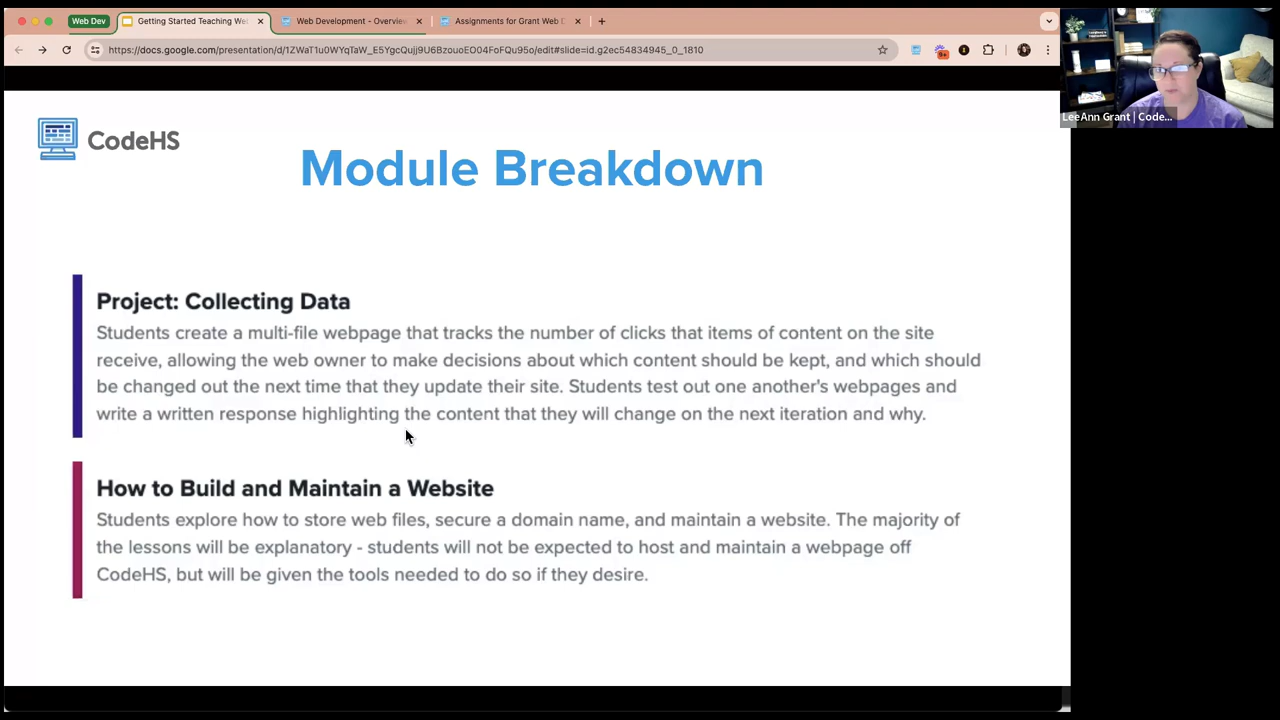 Web Dev
Getting Started Teaching We
Web Development - Overview
Assignments for Grant Web D
https://docs.google.com/presentation/d/1ZWaT1u0WYqTaW_E5YgcQujj9U6BzouoEO04FoFQu95o/edit#slide=id.g2ec54834945_0_1810
9+
LeeAnn Grant | Code...
CodeHS
Module Breakdown
Project: Collecting Data
Students create a multi-file webpage that tracks the number of clicks that items of content on the site
receive, allowing the web owner to make decisions about which content should be kept, and which should
be changed out the next time that they update their site. Students test out one another's webpages and
write a written response highlighting the content that they will change on the next iteration and why.
How to Build and Maintain a Website
Students explore how to store web files, secure a domain name, and maintain a website. The majority of
the lessons will be explanatory - students will not be expected to host and maintain a webpage off
CodeHS, but will be given the tools needed to do so if they desire.